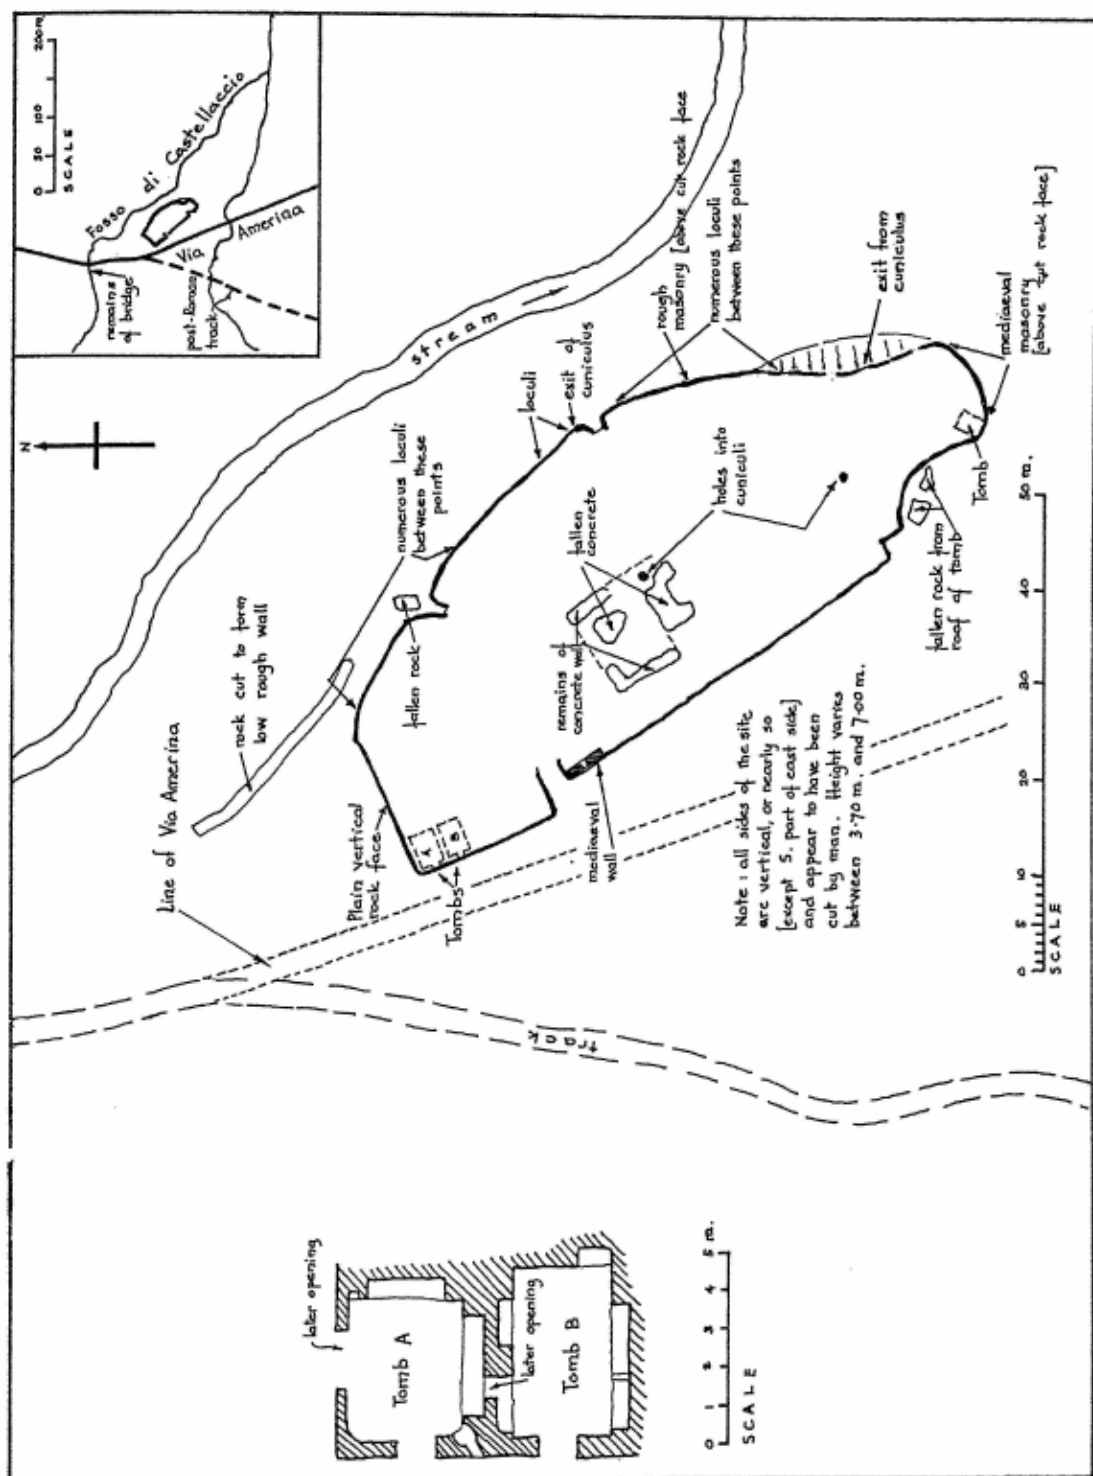 200m.
100
50
0
SCALE
Fosso di Castellaccio
Via Amerina
remains
of bridge
post-Roman
track
N
stream
rough
masonry [above cut rock face
numerous loculi
between these points
exit from
cuniculus
mediaeval
masonry
[above cut rock face]
loculi
exit of
cuniculus
numerous loculi
between these
points
rock cut to form
low rough wall
fallen rock
Line of Via Amerina
Plain vertical
rock face
A
B
Tombs
mediaeval
wall
remains of
concrete wall
fallen
concrete
holes into
cuniculi
Tomb
fallen rock from
roof of tomb
Note : all sides of the site
are vertical, or nearly so
[except S. part of east side]
and appear to have been
cut by man. Height varies
between 3·70 m. and 7·00 m.
0 5 10 20 30 40 50 m.
SCALE
track
later opening
Tomb A
later opening
Tomb B
0 1 2 3 4 5 m.
SCALE